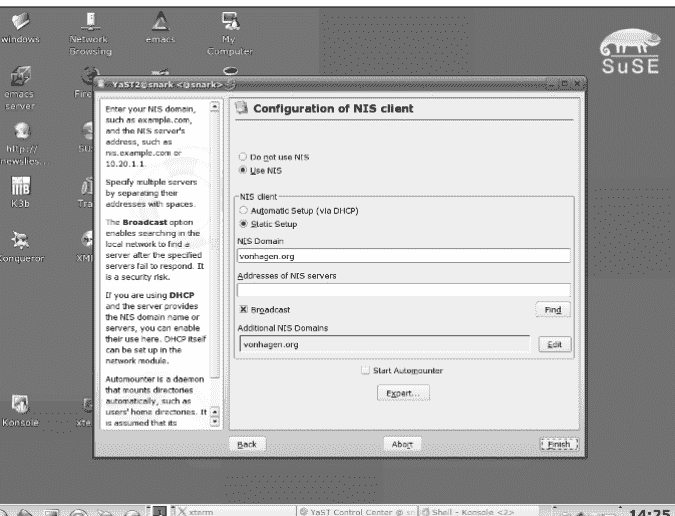 windows
Network
Browsing
emacs
My
Computer
SuSE
emacs
server
Fire
http://
newslies...
SU
K3b
Tra
Konqueror
XMI
Konsole
xte
YaST2@snark <@snark>
Enter your NIS domain,
such as example.com,
and the NIS server's
address, such as
nis.example.com or
10.20.1.1.
Specify multiple servers
by separating their
addresses with spaces.
The Broadcast option
enables searching in the
local network to find a
server after the specified
servers fail to respond. It
is a security risk.
If you are using DHCP
and the server provides
the NIS domain name or
servers, you can enable
their use here. DHCP itself
can be set up in the
network module.
Automounter is a daemon
that mounts directories
automatically, such as
users' home directories. It
is assumed that its
Configuration of NIS client
Do not use NIS
Use NIS
NIS client
Automatic Setup (via DHCP)
Static Setup
NIS Domain
vonhagen.org
Addresses of NIS servers
Broadcast
Find
Additional NIS Domains
vonhagen.org
Edit
Start Automounter
Expert...
Back
Abort
Finish
xterm
YaST Control Center @ sn
Shell - Konsole <2>
14:25